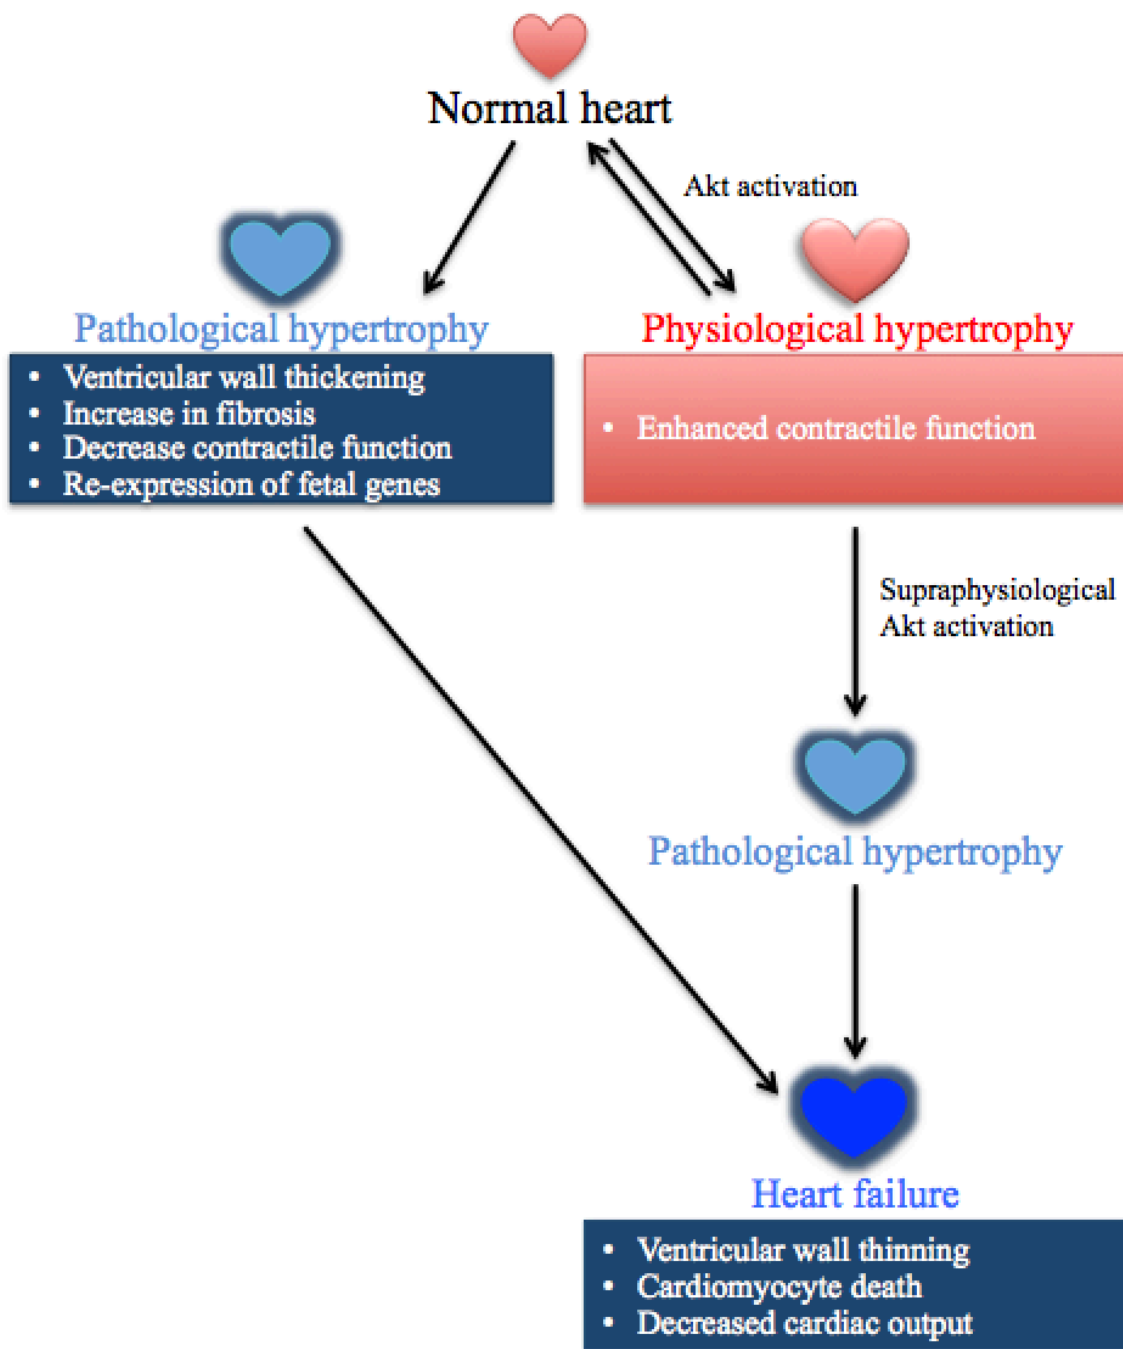 Normal heart
Akt activation
Pathological hypertrophy
• Ventricular wall thickening
• Increase in fibrosis
• Decrease contractile function
• Re-expression of fetal genes
Physiological hypertrophy
• Enhanced contractile function
Supraphysiological
Akt activation
Pathological hypertrophy
Heart failure
• Ventricular wall thinning
• Cardiomyocyte death
• Decreased cardiac output